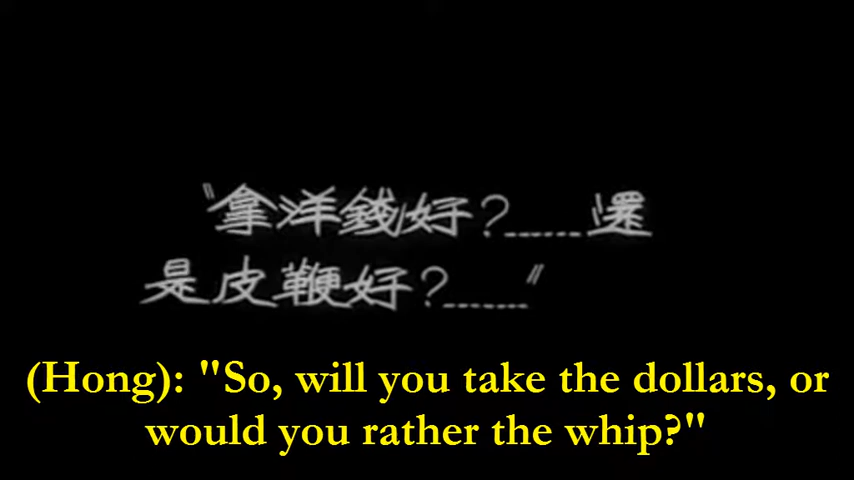 "拿洋錢好?......還
是皮鞭好?......."
(Hong): "So, will you take the dollars, or
would you rather the whip?"